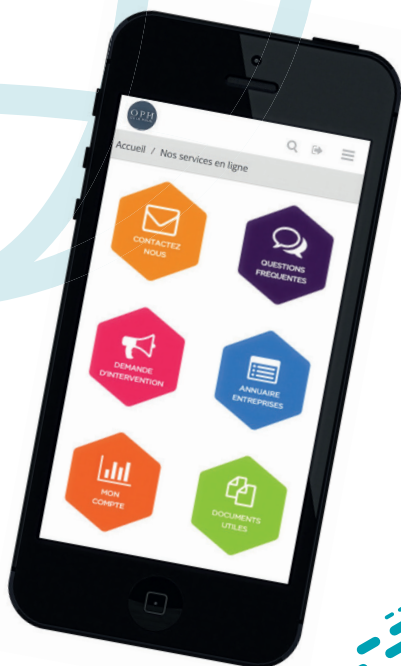 OPH
Accueil / Nos services en ligne
CONTACTEZ
NOUS
QUESTIONS
FRÉQUENTES
DEMANDE
D'INTERVENTION
ANNUAIRE
ENTREPRISES
MON
COMPTE
DOCUMENTS
UTILES